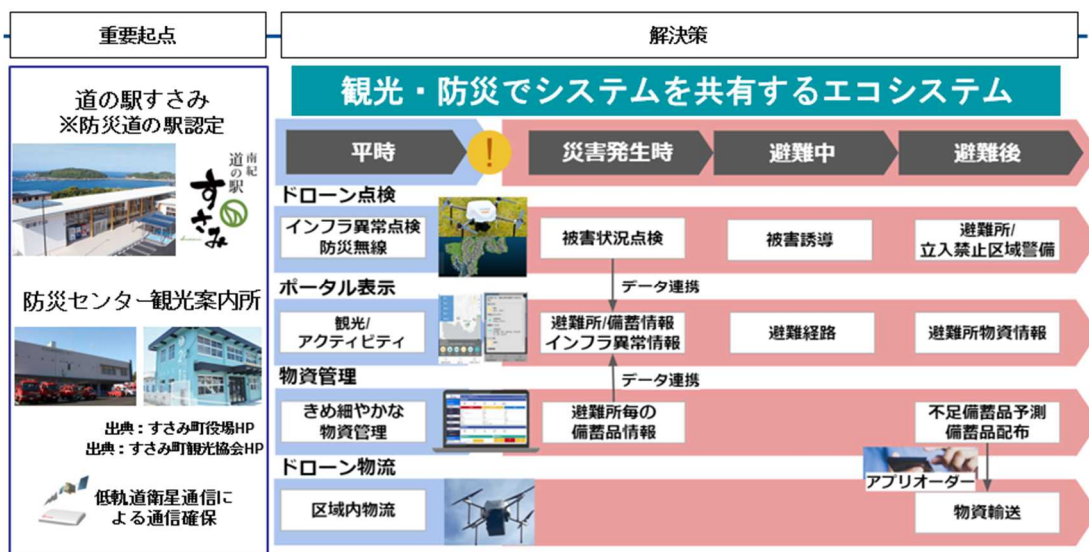 重要起点
解決策
道の駅すさみ
※防災道の駅認定
南紀
道の駅
すさみ
防災センター観光案内所
出典：すさみ町役場HP
出典：すさみ町観光協会HP
低軌道衛星通信に
よる通信確保
観光・防災でシステムを共有するエコシステム
平時
!
災害発生時
避難中
避難後
ドローン点検
インフラ異常点検
防災無線
被害状況点検
被害誘導
避難所/
立入禁止区域警備
データ連携
ポータル表示
観光/
アクティビティ
避難所/備蓄情報
インフラ異常情報
避難経路
避難所物資情報
データ連携
物資管理
きめ細やかな
物資管理
避難所毎の
備蓄品情報
不足備蓄品予測
備蓄品配布
アプリオーダー
ドローン物流
区域内物流
物資輸送